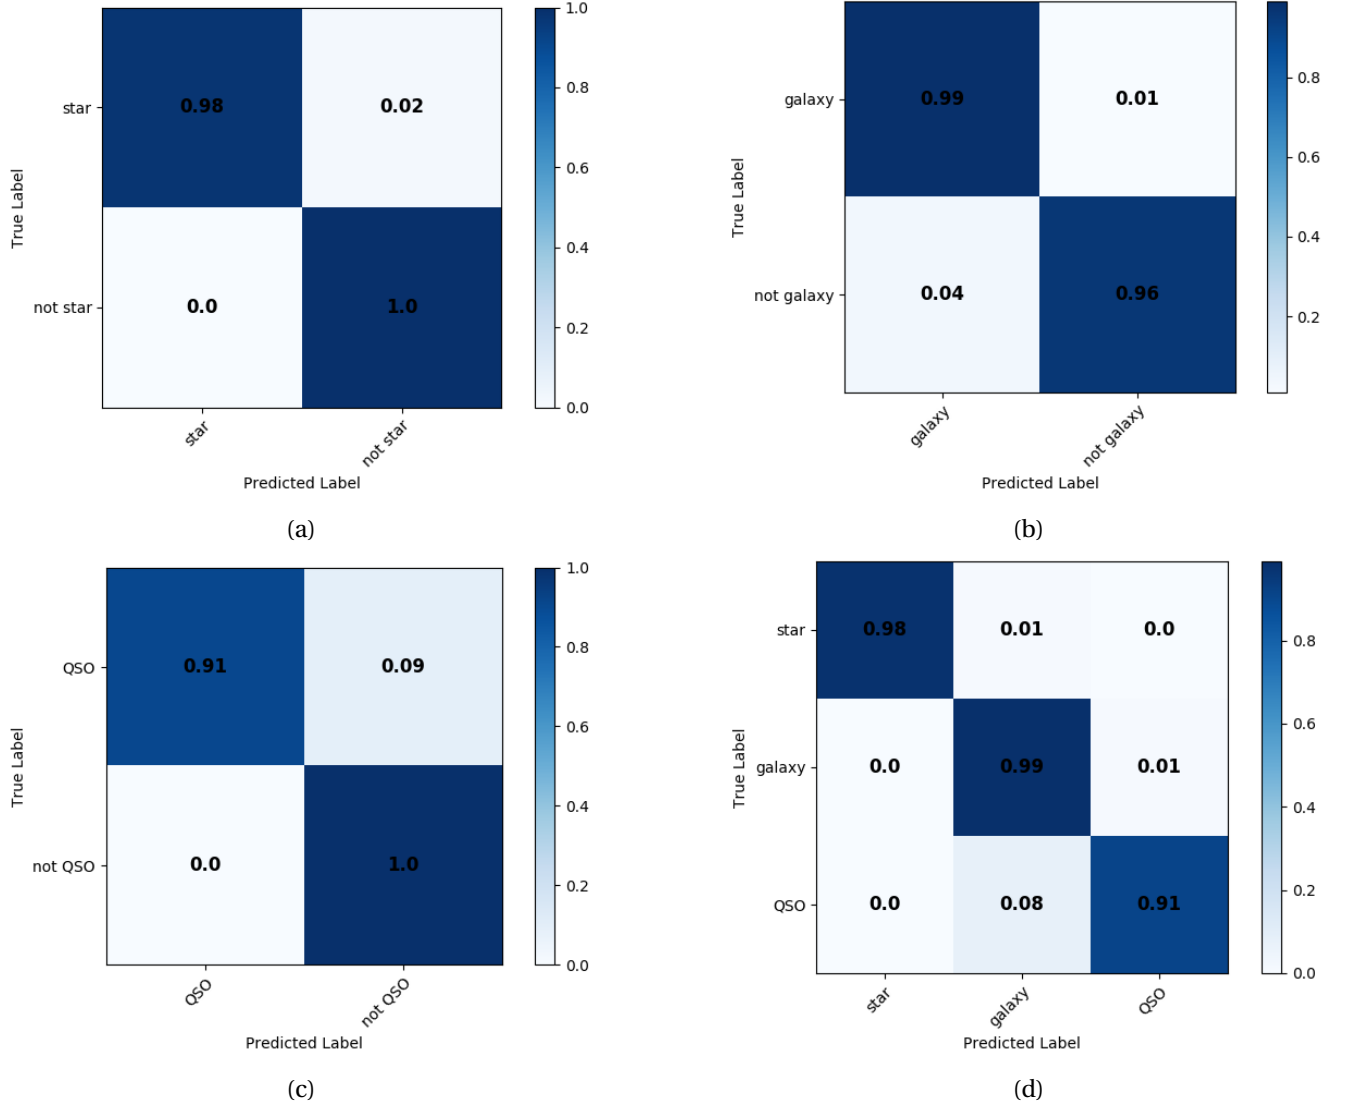 1.0
0.8
0.6
0.4
0.2
0.0
star
0.98
0.02
not star
0.0
1.0
True Label
star
not star
Predicted Label
(a)
0.8
0.6
0.4
0.2
galaxy
0.99
0.01
not galaxy
0.04
0.96
True Label
galaxy
not galaxy
Predicted Label
(b)
1.0
0.8
0.6
0.4
0.2
0.0
QSO
0.91
0.09
not QSO
0.0
1.0
True Label
QSO
not QSO
Predicted Label
(c)
0.8
0.6
0.4
0.2
0.0
star
0.98
0.01
0.0
galaxy
0.0
0.99
0.01
QSO
0.0
0.08
0.91
True Label
star
galaxy
QSO
Predicted Label
(d)